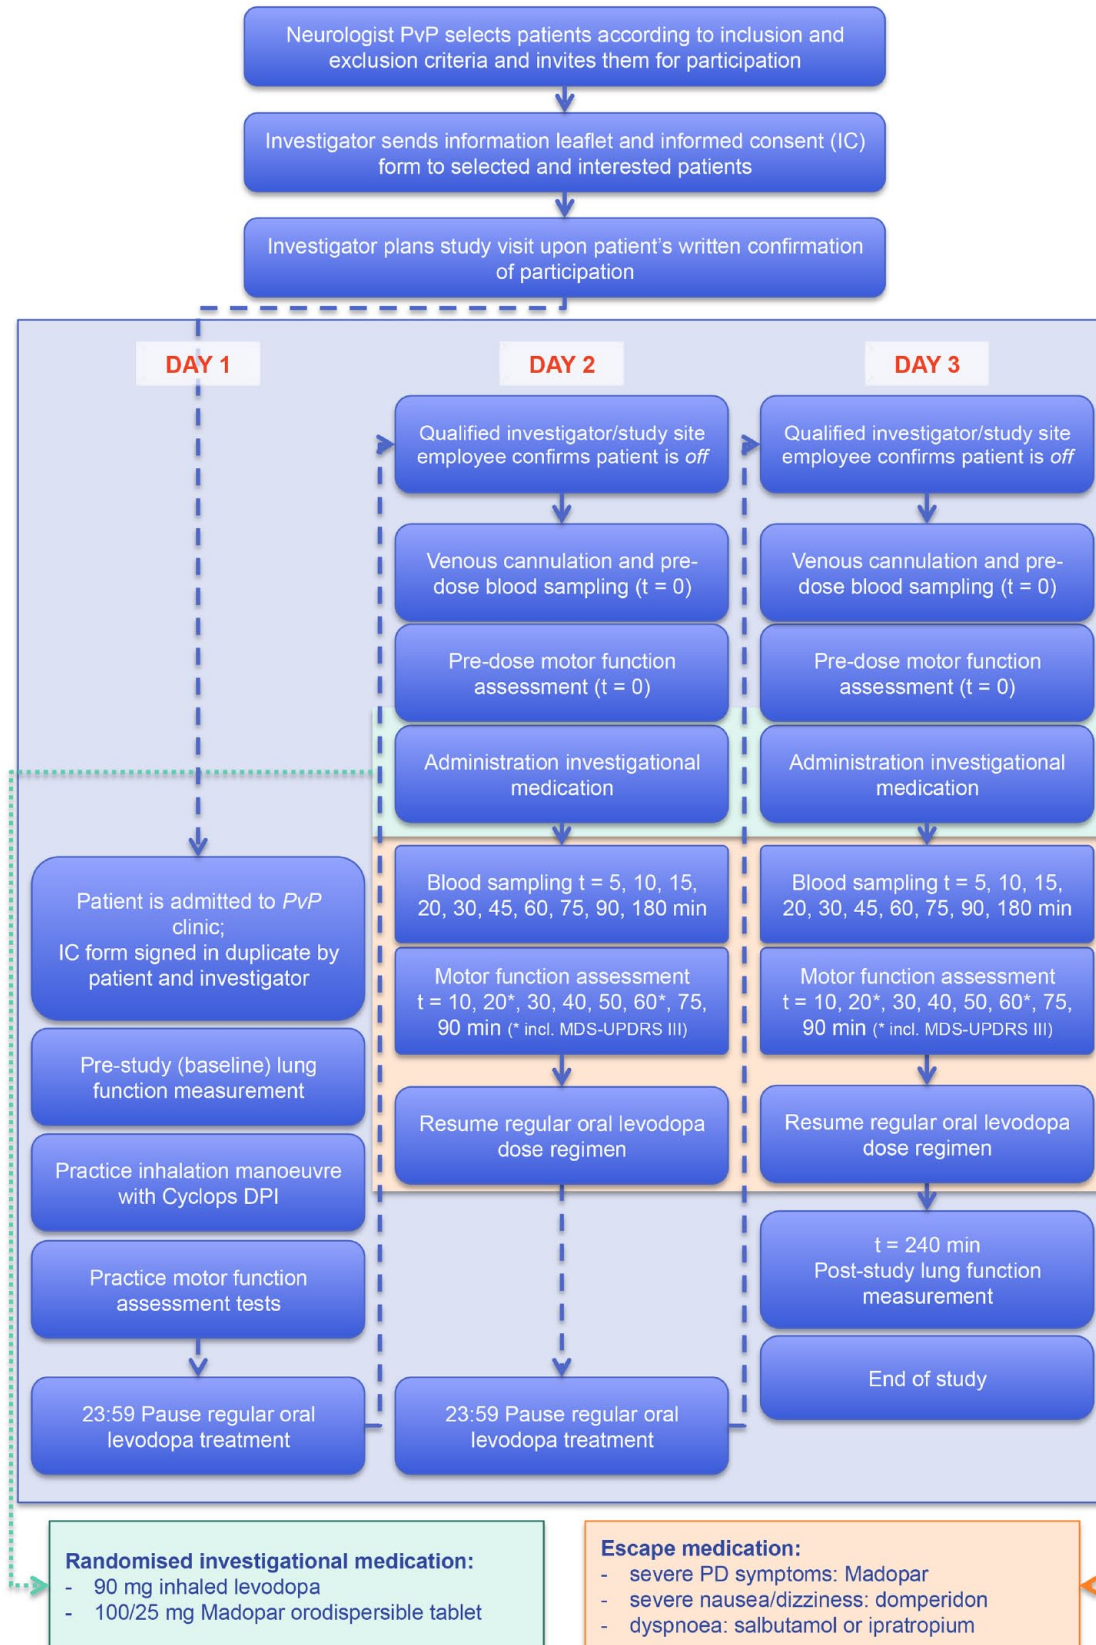 Neurologist PvP selects patients according to inclusion and
exclusion criteria and invites them for participation
Investigator sends information leaflet and informed consent (IC)
form to selected and interested patients
Investigator plans study visit upon patient's written confirmation
of participation
DAY 1
Patient is admitted to PvP
clinic;
IC form signed in duplicate by
patient and investigator
Pre-study (baseline) lung
function measurement
Practice inhalation manoeuvre
with Cyclops DPI
Practice motor function
assessment tests
23:59 Pause regular oral
levodopa treatment
DAY 2
Qualified investigator/study site
employee confirms patient is off
Venous cannulation and pre-
dose blood sampling (t = 0)
Pre-dose motor function
assessment (t = 0)
Administration investigational
medication
Blood sampling t = 5, 10, 15,
20, 30, 45, 60, 75, 90, 180 min
Motor function assessment
t = 10, 20*, 30, 40, 50, 60*, 75,
90 min (* incl. MDS-UPDRS III)
Resume regular oral levodopa
dose regimen
23:59 Pause regular oral
levodopa treatment
DAY 3
Qualified investigator/study site
employee confirms patient is off
Venous cannulation and pre-
dose blood sampling (t = 0)
Pre-dose motor function
assessment (t = 0)
Administration investigational
medication
Blood sampling t = 5, 10, 15,
20, 30, 45, 60, 75, 90, 180 min
Motor function assessment
t = 10, 20*, 30, 40, 50, 60*, 75,
90 min (* incl. MDS-UPDRS III)
Resume regular oral levodopa
dose regimen
t = 240 min
Post-study lung function
measurement
End of study
Randomised investigational medication:
- 90 mg inhaled levodopa
- 100/25 mg Madopar orodispersible tablet
Escape medication:
- severe PD symptoms: Madopar
- severe nausea/dizziness: domperidon
- dyspnoea: salbutamol or ipratropium